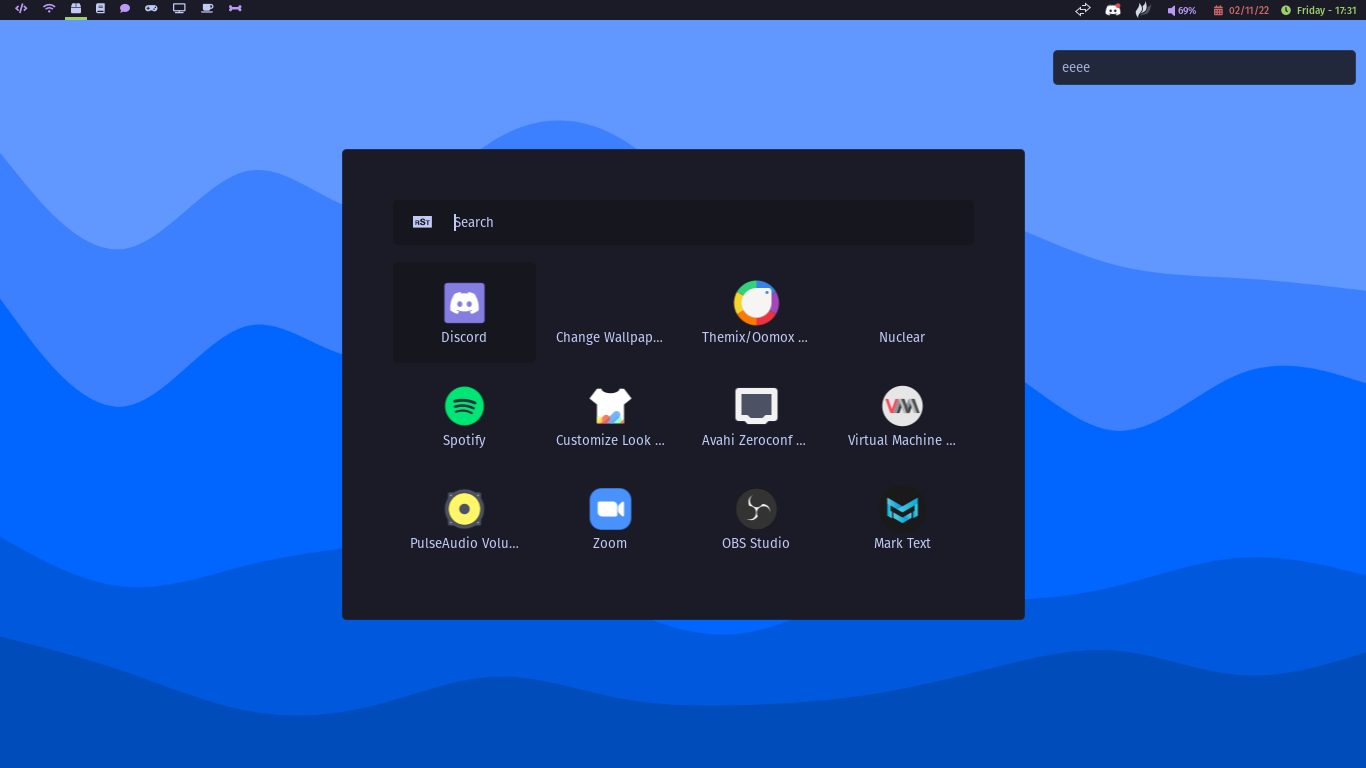 69% 02/11/22 Friday - 17:31
eeee
RST Search
Discord Change Wallpap... Themix/Oomox ... Nuclear
Spotify Customize Look ... Avahi Zeroconf ... Virtual Machine ...
PulseAudio Volu... Zoom OBS Studio Mark Text